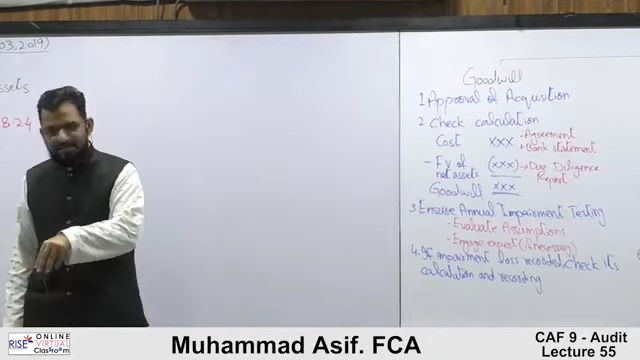 03,2019)
ssets
8.24
Goodwill
1. Approval of Acquisition
2 Check calculation
Cost xxx - Agreement
+ Bank statement
- FV of net assets (xxx) → Due Diligence Report
Goodwill xxx
3 Ensure Annual Impairment Testing
- Evaluate Assumptions
- Engage expert (if necessary)
4. If impairment loss recorded, check its
calculation and recording
RISE ONLINE VIRTUAL Classroom
Muhammad Asif. FCA
CAF 9 - Audit
Lecture 55